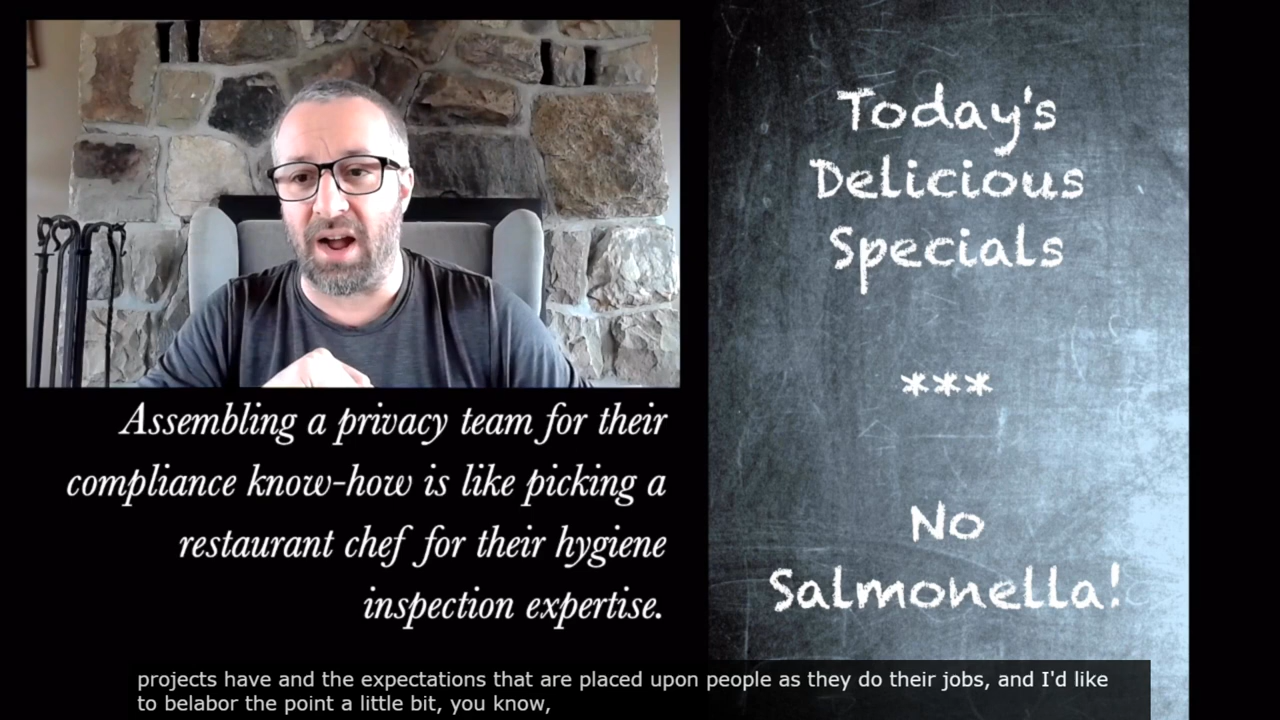 Assembling a privacy team for their
compliance know-how is like picking a
restaurant chef for their hygiene
inspection expertise.
Today's
Delicious
Specials
***
No
Salmonella!
projects have and the expectations that are placed upon people as they do their jobs, and I'd like
to belabor the point a little bit, you know,